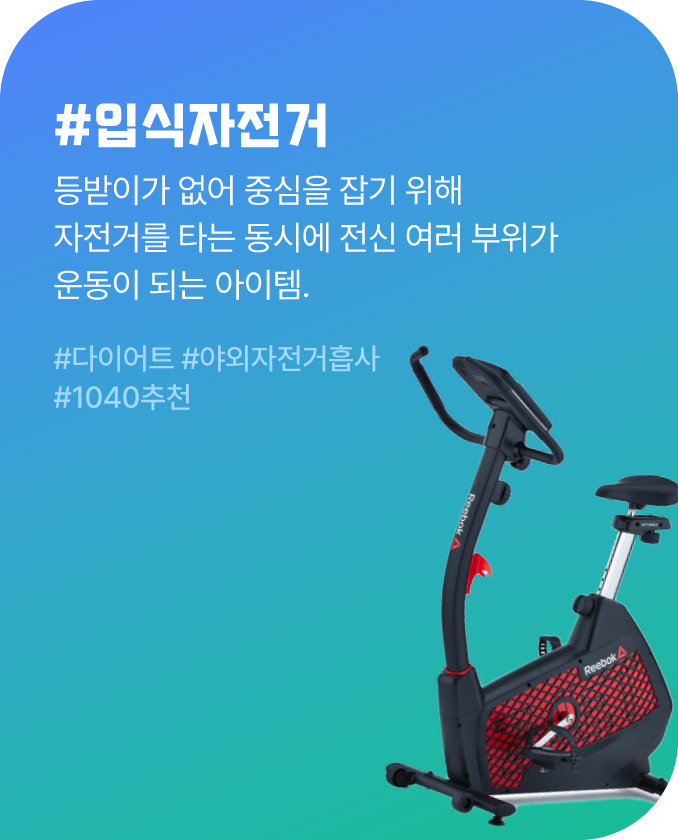 #입식자전거
등받이가 없어 중심을 잡기 위해
자전거를 타는 동시에 전신 여러 부위가
운동이 되는 아이템.
#다이어트 #야외자전거흡사
#1040추천
Reebok
Reebok